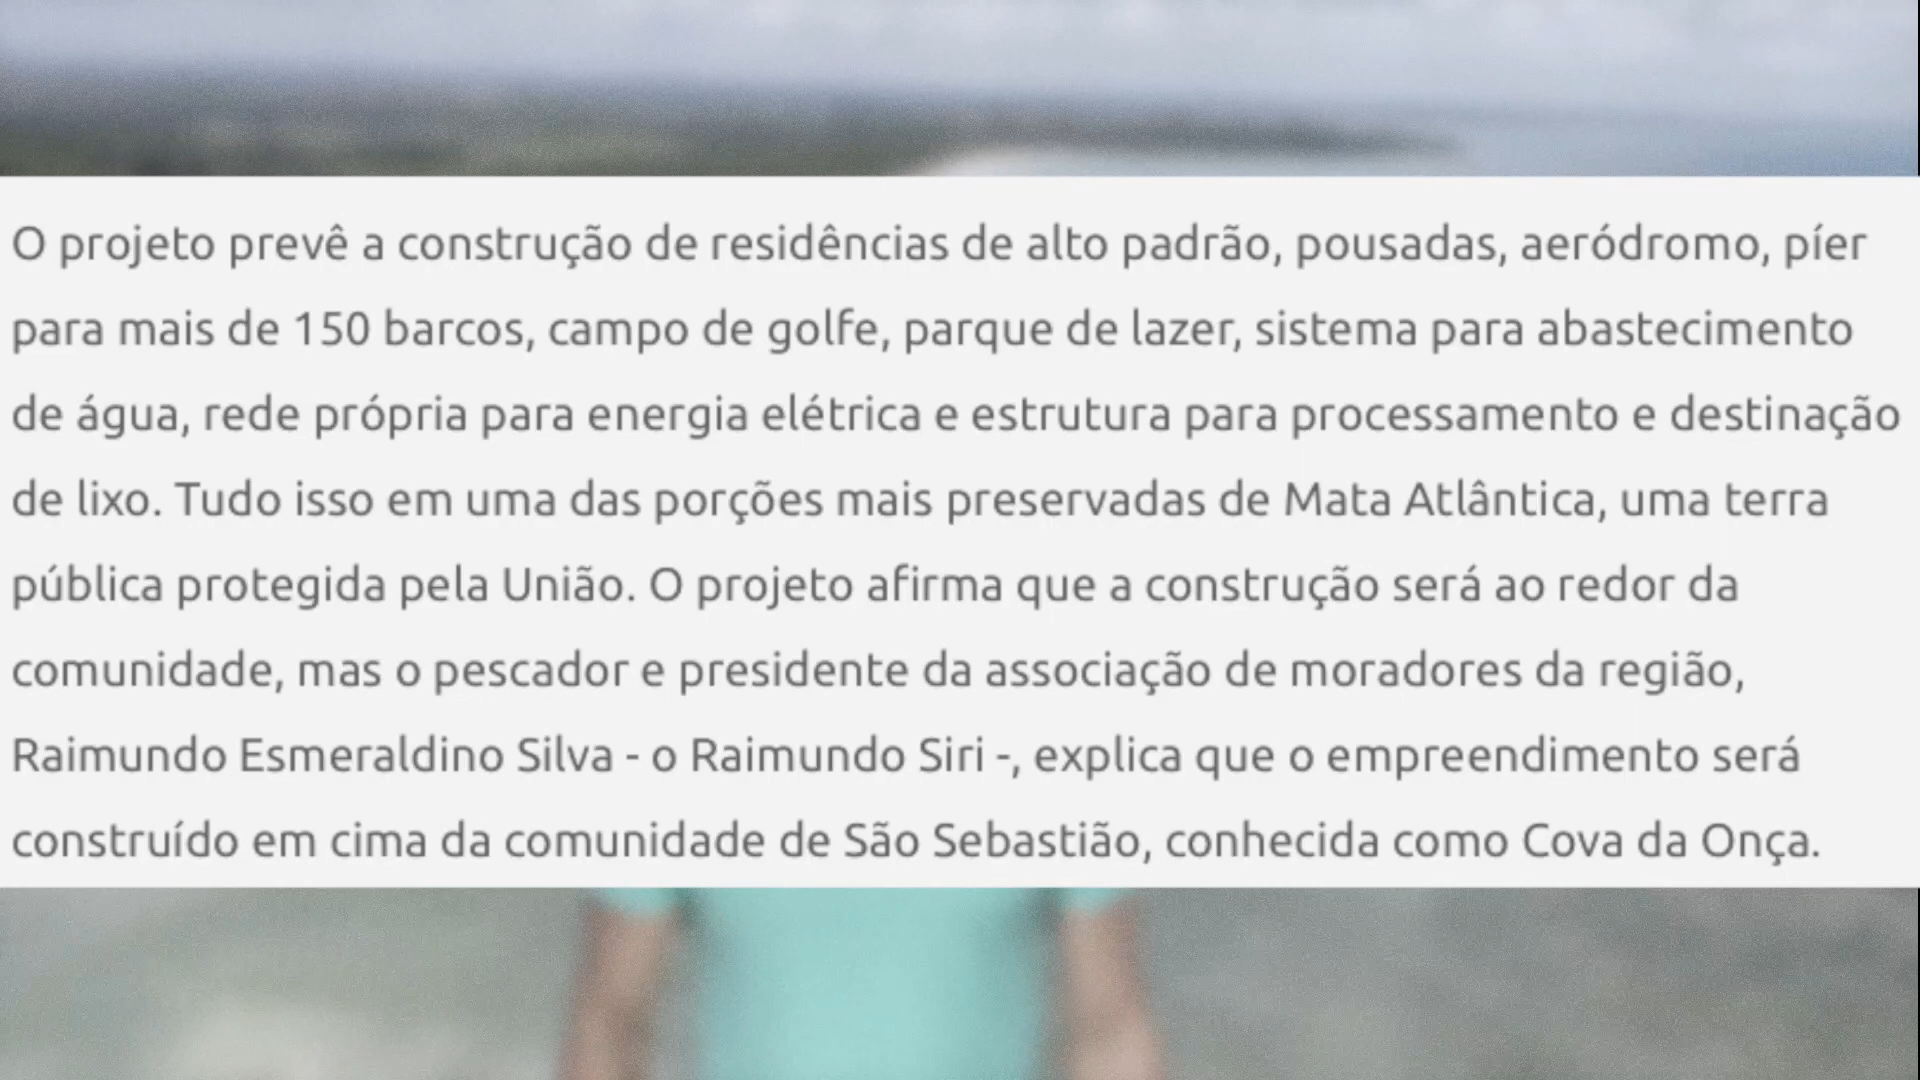 O projeto prevê a construção de residências de alto padrão, pousadas, aeródromo, píer
para mais de 150 barcos, campo de golfe, parque de lazer, sistema para abastecimento
de água, rede própria para energia elétrica e estrutura para processamento e destinação
de lixo. Tudo isso em uma das porções mais preservadas de Mata Atlântica, uma terra
pública protegida pela União. O projeto afirma que a construção será ao redor da
comunidade, mas o pescador e presidente da associação de moradores da região,
Raimundo Esmeraldino Silva - o Raimundo Siri -, explica que o empreendimento será
construído em cima da comunidade de São Sebastião, conhecida como Cova da Onça.